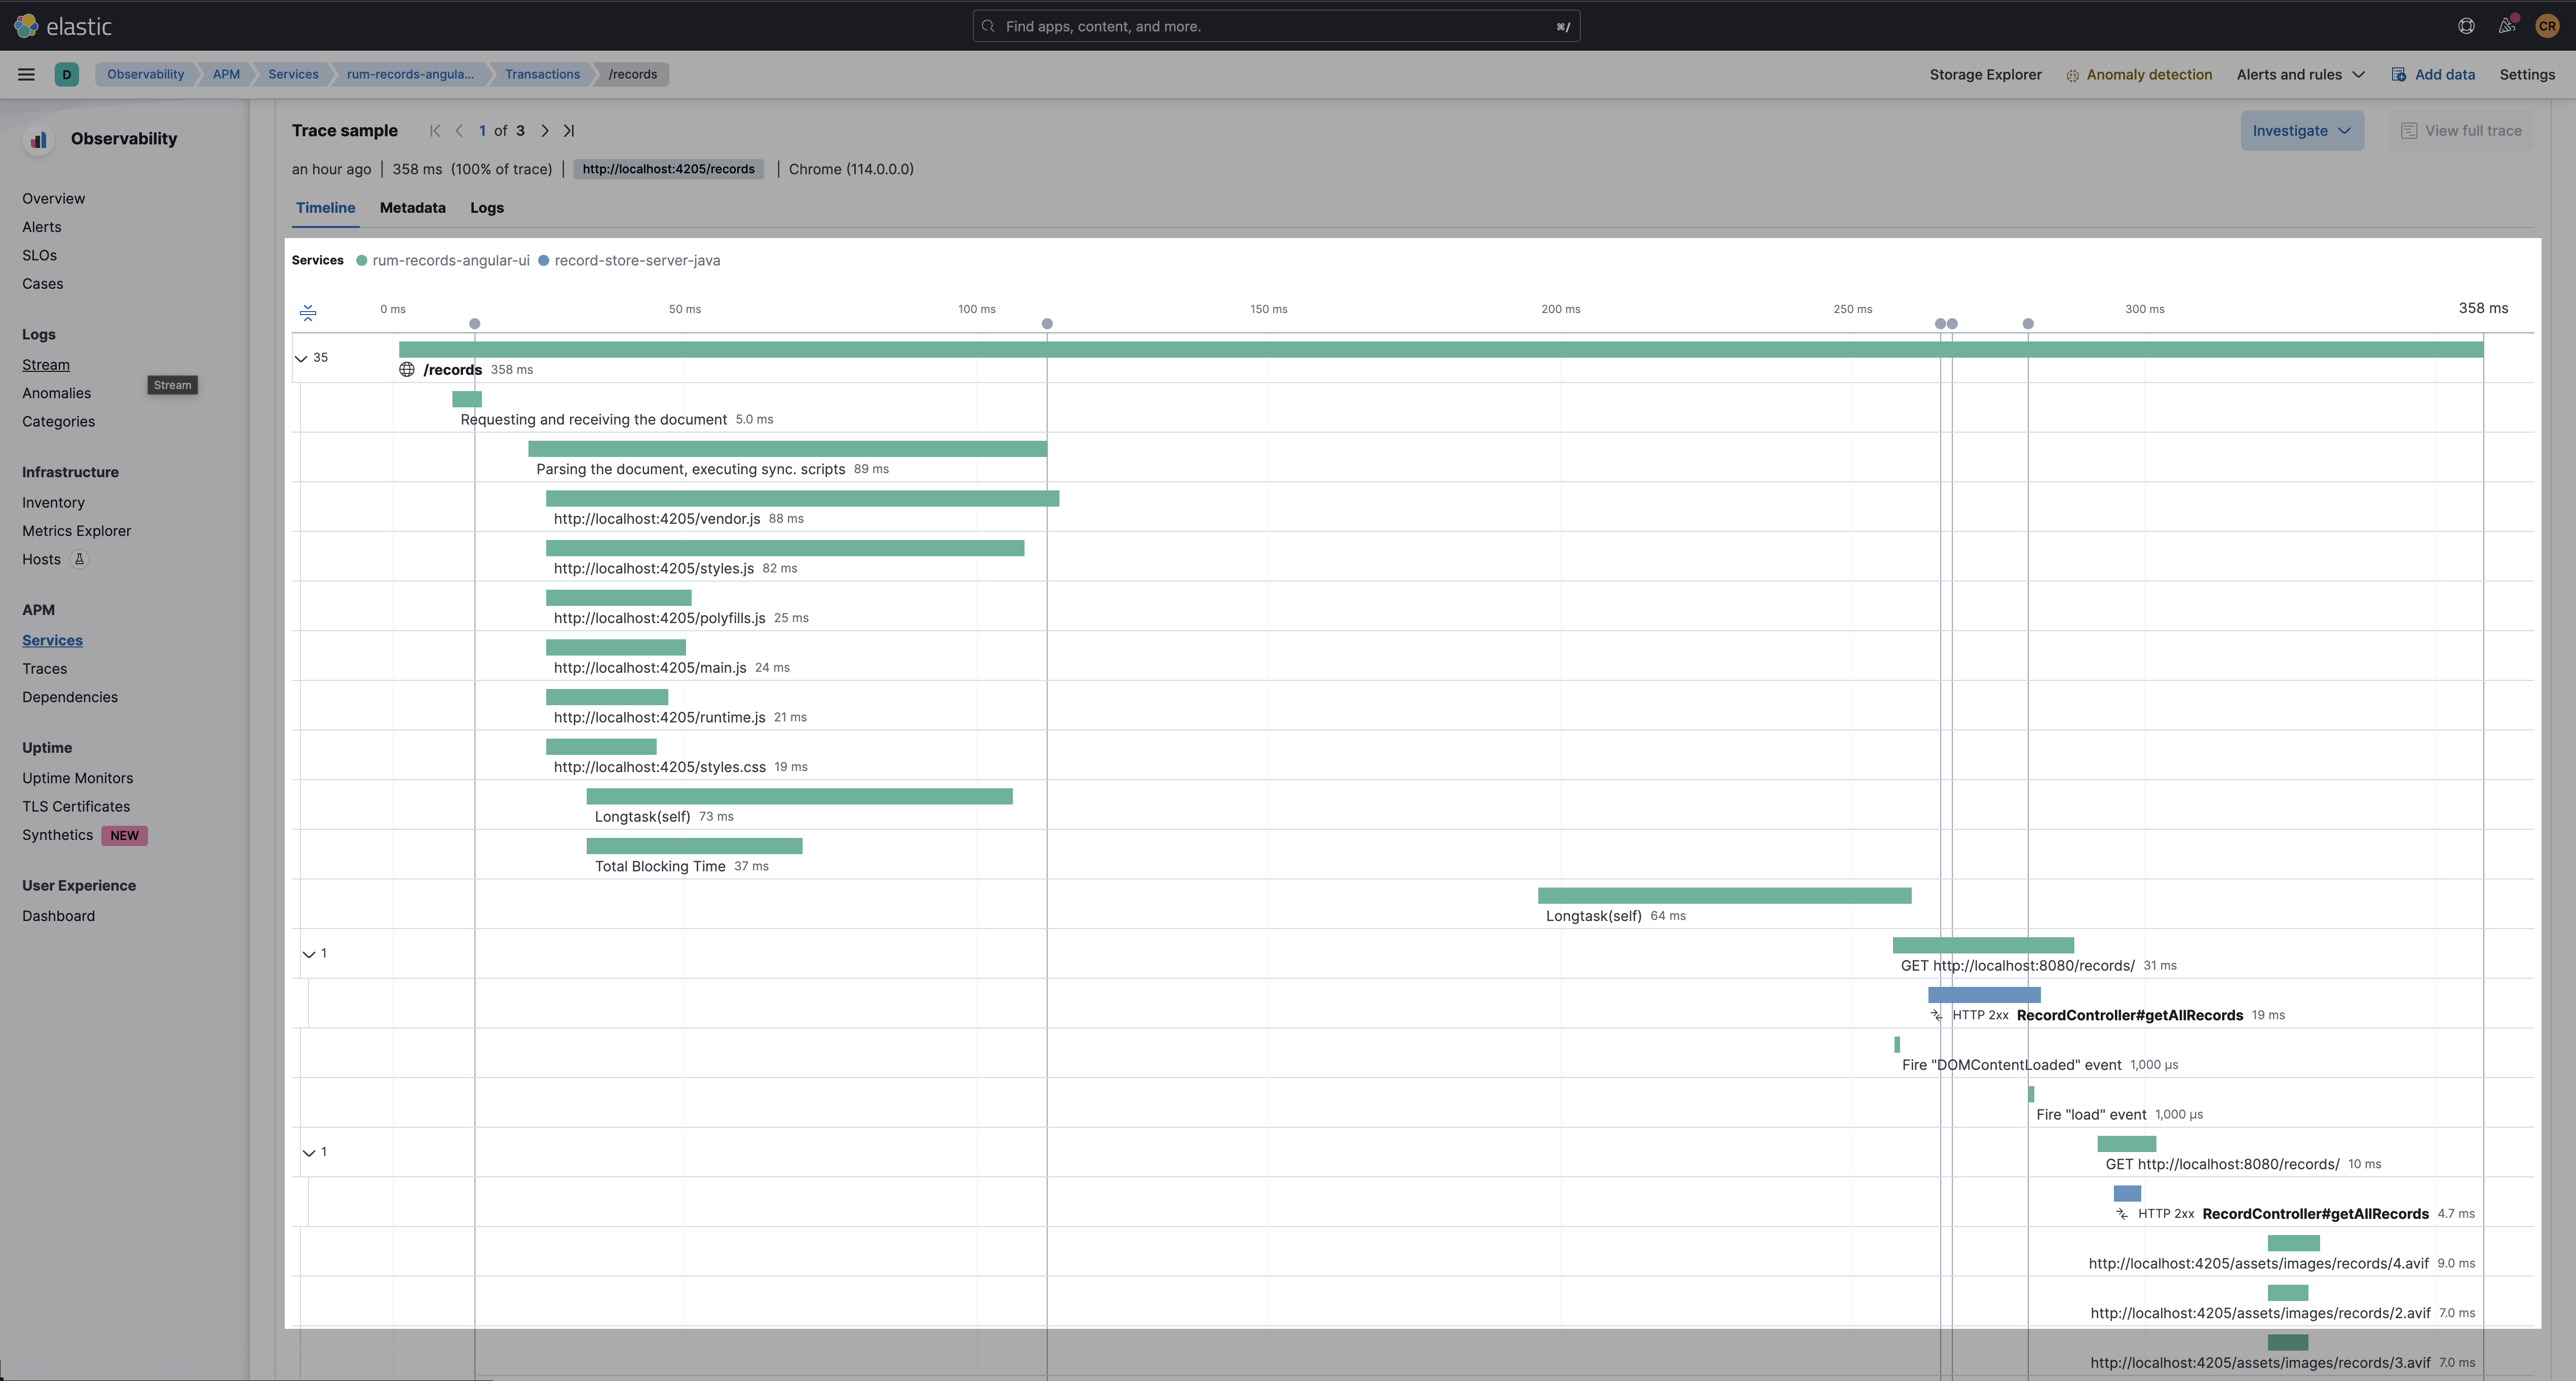 elastic
Find apps, content, and more.
⌘/
CR
D
Observability
APM
Services
rum-records-angula...
Transactions
/records
Storage Explorer
Anomaly detection
Alerts and rules
Add data
Settings
Observability
Overview
Alerts
SLOs
Cases
Logs
Stream
Stream
Anomalies
Categories
Infrastructure
Inventory
Metrics Explorer
Hosts
APM
Services
Traces
Dependencies
Uptime
Uptime Monitors
TLS Certificates
Synthetics NEW
User Experience
Dashboard
Trace sample
1 of 3
Investigate
View full trace
an hour ago | 358 ms (100% of trace) | http://localhost:4205/records | Chrome (114.0.0.0)
Timeline Metadata Logs
Services rum-records-angular-ui record-store-server-java
0 ms 50 ms 100 ms 150 ms 200 ms 250 ms 300 ms 358 ms
35
/records 358 ms
Requesting and receiving the document 5.0 ms
Parsing the document, executing sync. scripts 89 ms
http://localhost:4205/vendor.js 88 ms
http://localhost:4205/styles.js 82 ms
http://localhost:4205/polyfills.js 25 ms
http://localhost:4205/main.js 24 ms
http://localhost:4205/runtime.js 21 ms
http://localhost:4205/styles.css 19 ms
Longtask(self) 73 ms
Total Blocking Time 37 ms
Longtask(self) 64 ms
1
GET http://localhost:8080/records/ 31 ms
HTTP 2xx RecordController#getAllRecords 19 ms
Fire "DOMContentLoaded" event 1,000 μs
Fire "load" event 1,000 μs
1
GET http://localhost:8080/records/ 10 ms
HTTP 2xx RecordController#getAllRecords 4.7 ms
http://localhost:4205/assets/images/records/4.avif 9.0 ms
http://localhost:4205/assets/images/records/2.avif 7.0 ms
http://localhost:4205/assets/images/records/3.avif 7.0 ms